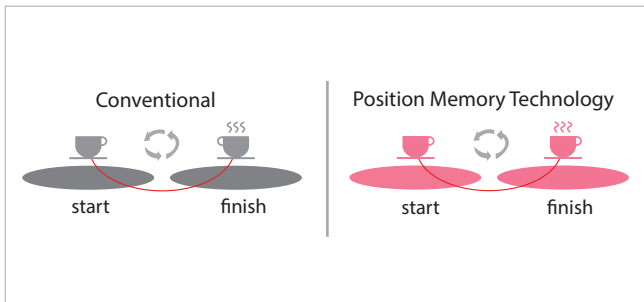 Conventional
start
finish
Position Memory Technology
start
finish